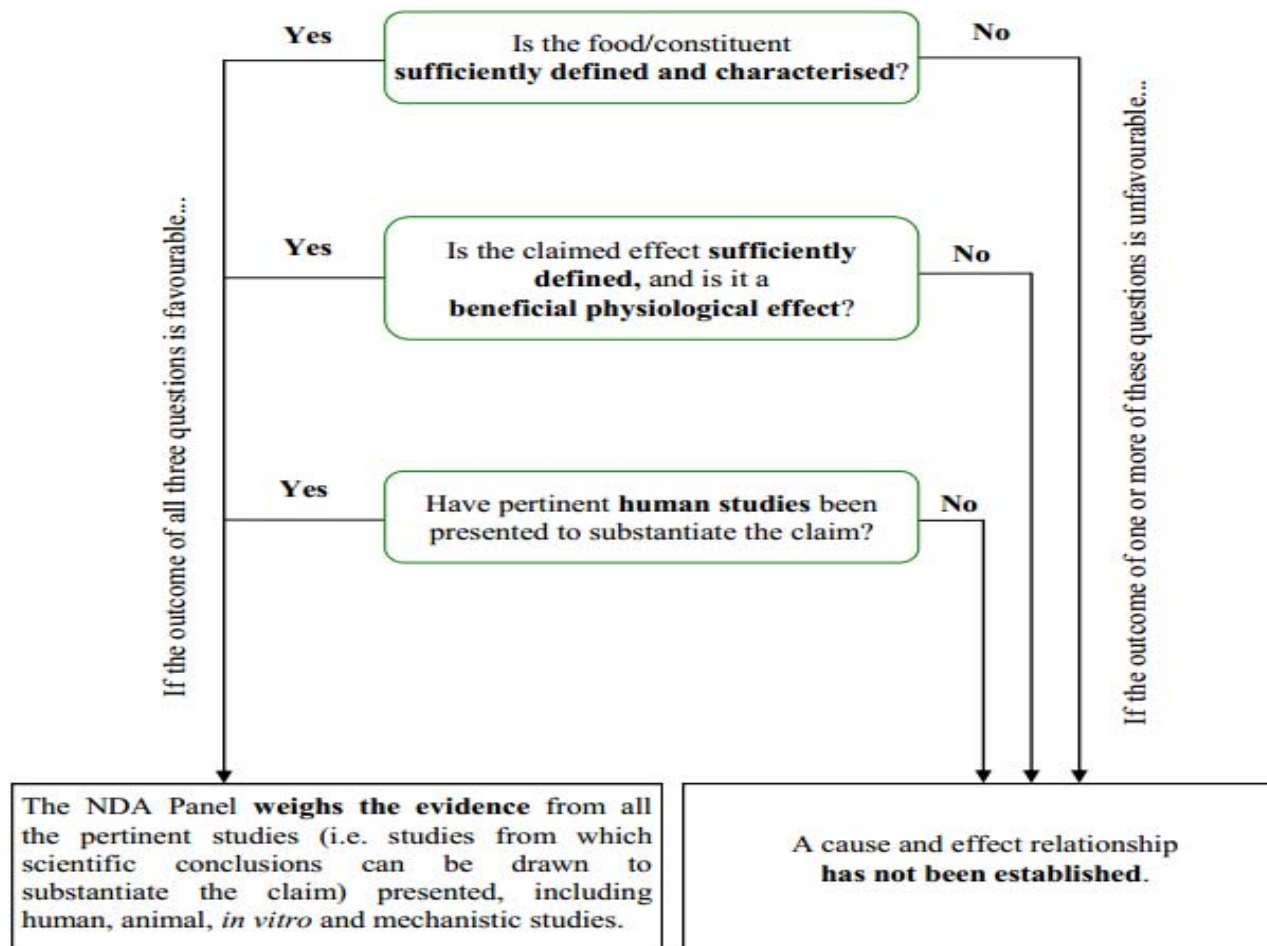 Yes
Is the food/constituent
sufficiently defined and characterised?
No
Yes
Is the claimed effect sufficiently
defined, and is it a
beneficial physiological effect?
No
Yes
Have pertinent human studies been
presented to substantiate the claim?
No
If the outcome of all three questions is favourable...
If the outcome of one or more of these questions is unfavourable...
The NDA Panel weighs the evidence from all
the pertinent studies (i.e. studies from which
scientific conclusions can be drawn to
substantiate the claim) presented, including
human, animal, in vitro and mechanistic studies.
A cause and effect relationship
has not been established.